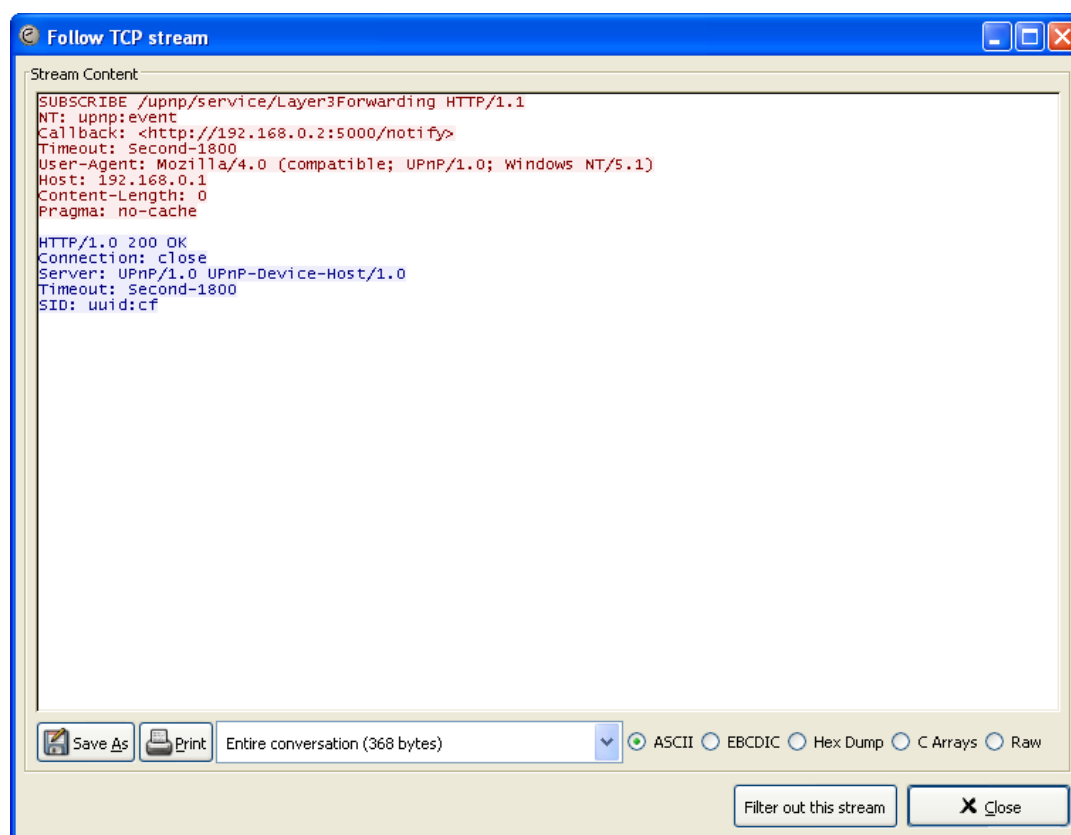 Follow TCP stream
Stream Content
SUBSCRIBE /upnp/service/Layer3Forwarding HTTP/1.1
NT: upnp:event
Callback: <http://192.168.0.2:5000/notify>
Timeout: Second-1800
User-Agent: Mozilla/4.0 (compatible; UPnP/1.0; Windows NT/5.1)
Host: 192.168.0.1
Content-Length: 0
Pragma: no-cache
HTTP/1.0 200 OK
Connection: close
Server: UPnP/1.0 UPnP-Device-Host/1.0
Timeout: Second-1800
SID: uuid:cf
Save As Print Entire conversation (368 bytes) ASCII EBCDIC Hex Dump C Arrays Raw
Filter out this stream Close